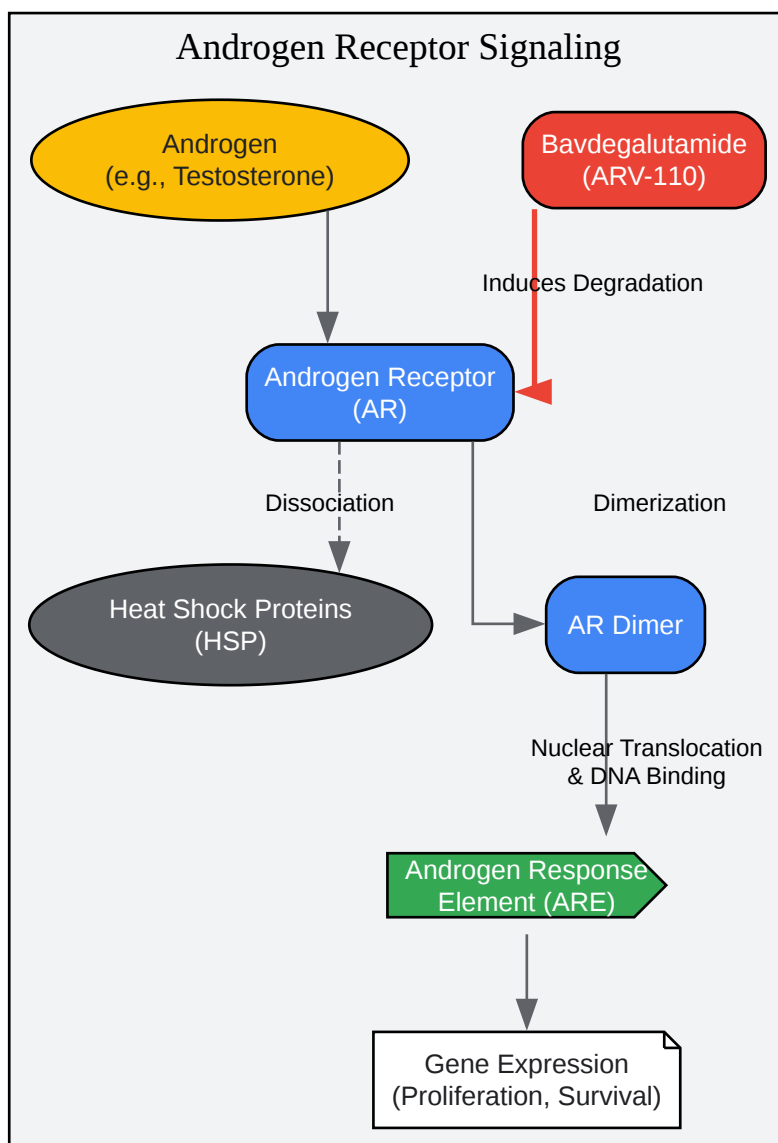 Androgen Receptor Signaling
Androgen
(e.g., Testosterone)
Bavdegalutamide
(ARV-110)
Induces Degradation
Androgen Receptor
(AR)
Dissociation
Dimerization
Heat Shock Proteins
(HSP)
AR Dimer
Nuclear Translocation
& DNA Binding
Androgen Response
Element (ARE)
Gene Expression
(Proliferation, Survival)